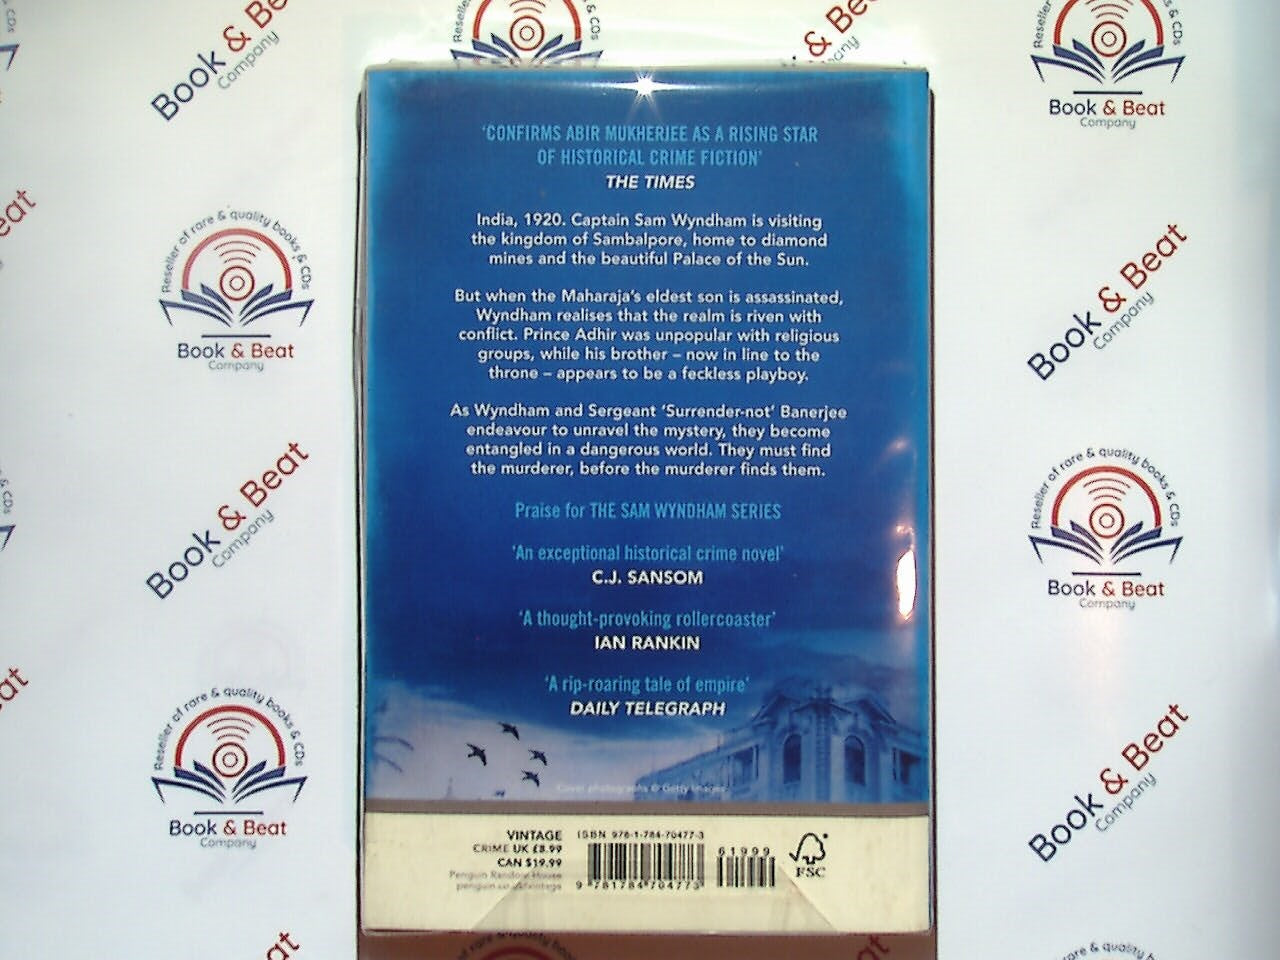 ‘CONFIRMS ABIR MUKHERJEE AS A RISING STAR
OF HISTORICAL CRIME FICTION’
THE TIMES
India, 1920. Captain Sam Wyndham is visiting
the kingdom of Sambalpore, home to diamond
mines and the beautiful Palace of the Sun.
But when the Maharaja’s eldest son is assassinated,
Wyndham realises that the realm is riven with
conflict. Prince Adhir was unpopular with religious
groups, while his brother – now in line to the
throne – appears to be a feckless playboy.
As Wyndham and Sergeant ‘Surrender-not’ Banerjee
endeavour to unravel the mystery, they become
entangled in a dangerous world. They must find
the murderer, before the murderer finds them.
Praise for THE SAM WYNDHAM SERIES
‘An exceptional historical crime novel’
C.J. SANSOM
‘A thought-provoking rollercoaster’
IAN RANKIN
‘A rip-roaring tale of empire’
DAILY TELEGRAPH
Cover photographs © Getty Images
VINTAGE
CRIME UK £8.99
CAN $19.99
Penguin Random House
penguin.co.uk/vintage
ISBN 978-1-784-70477-3
61999
9 781784 704773
FSC
Book & Beat
Company
Reseller of rare & quality books & CDs
Book & Beat
Company
Book & Beat
Company
Reseller of rare & quality books & CDs
Book & Beat
Company
Reseller of rare & quality books & CDs
Book & Beat
Company
Book & Beat
Company
Reseller of rare & quality books & CDs
Book & Beat
Company
Book & Beat
Company